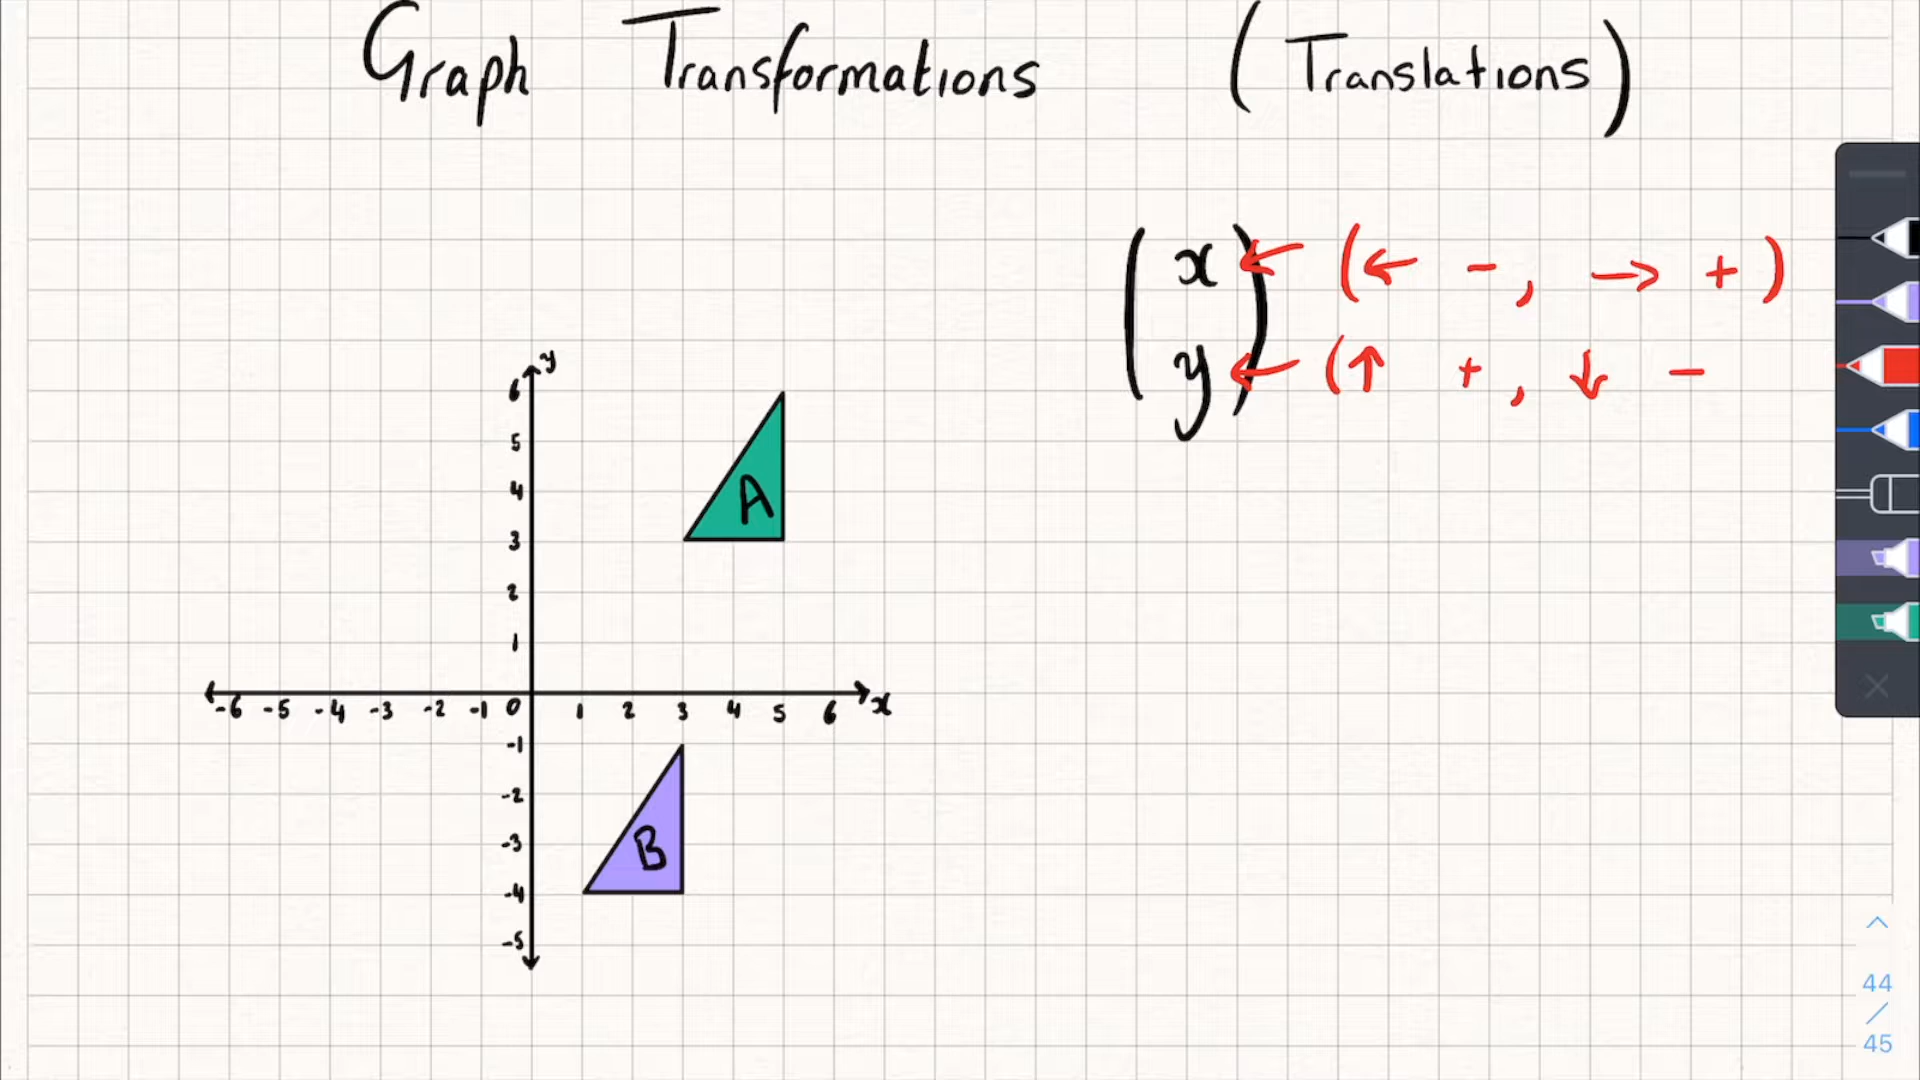 Graph Transformations (Translations)
( x ) ← (← -, → +)
( y ) ← (↑ +, ↓ -
y
6
5
4
A
3
2
1
-6 -5 -4 -3 -2 -1 0 1 2 3 4 5 6 x
-1
-2
-3
B
-4
-5
44
/
45